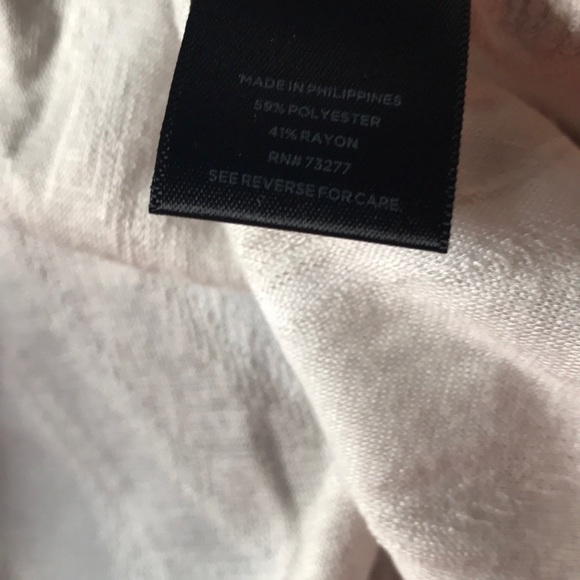 MADE IN PHILIPPINES
59% POLYESTER
41% RAYON
RN# 73277
SEE REVERSE FOR CARE